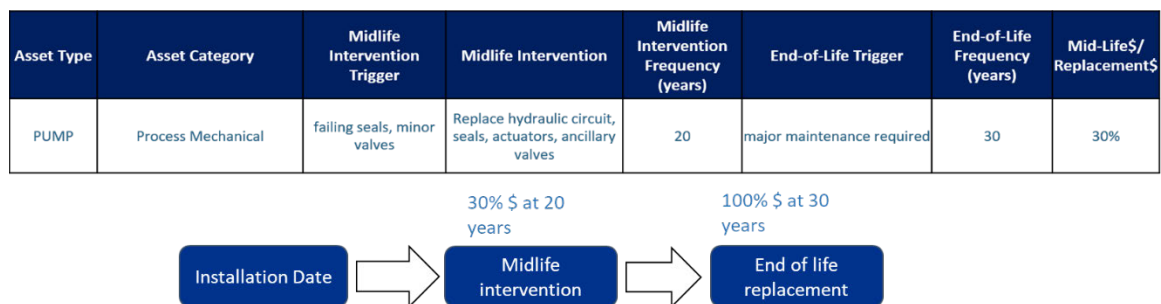 Asset Type
Asset Category
Midlife
Intervention
Trigger
Midlife Intervention
Midlife
Intervention
Frequency
(years)
End-of-Life Trigger
End-of-Life
Frequency
(years)
Mid-Life$/
Replacement$
PUMP
Process Mechanical
failing seals, minor
valves
Replace hydraulic circuit,
seals, actuators, ancillary
valves
20
major maintenance required
30
30%
30% $ at 20
years
100% $ at 30
years
Installation Date
Midlife
intervention
End of life
replacement